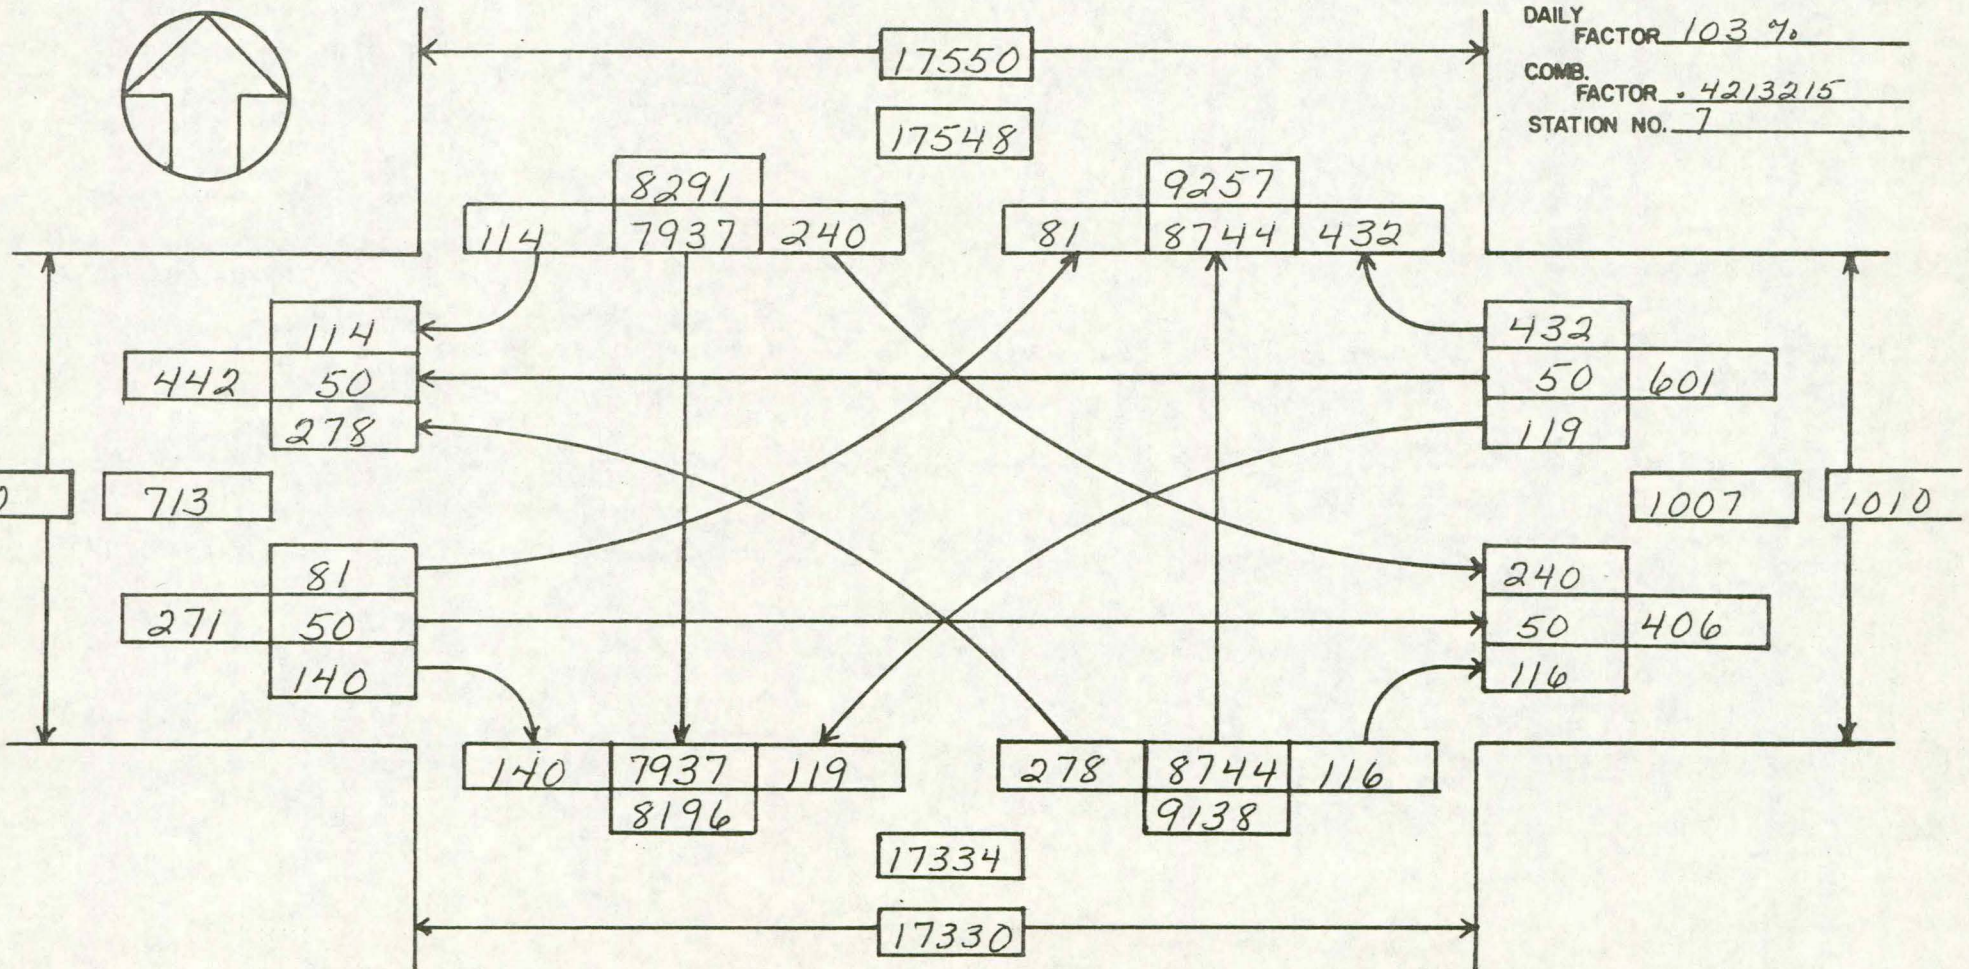 DAILY
FACTOR 103 %
COMB.
FACTOR .4213215
STATION NO. 7
17550
17548
8291
9257
114 7937 240
81 8744 432
114
442 50
278
432
50 601
119
0
713
1007
1010
81
271 50
140
240
50 406
116
140 7937 119
278 8744 116
8196
9138
17334
17330